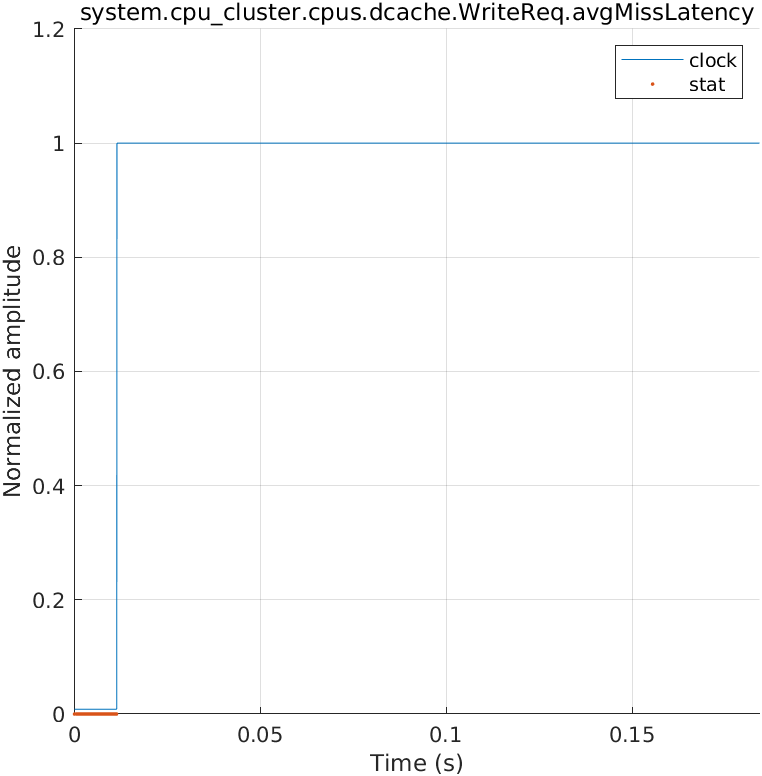 system.cpu_cluster.cpus.dcache.WriteReq.avgMissLatency
clock
stat
Normalized amplitude
1.2
1
0.8
0.6
0.4
0.2
0
0
0.05
0.1
0.15
Time (s)